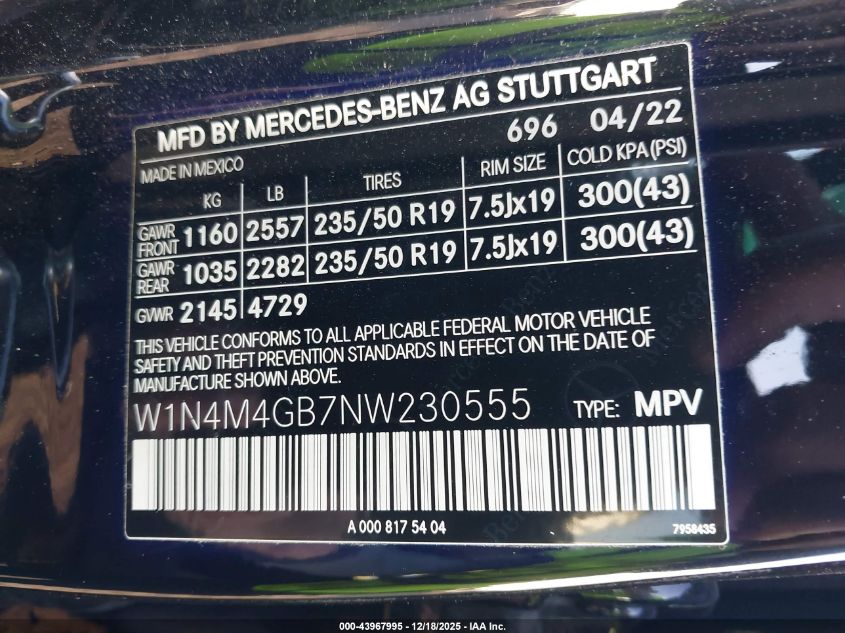 MFD BY MERCEDES-BENZ AG STUTTGART
696 04/22
MADE IN MEXICO
KG LB TIRES RIM SIZE COLD KPA (PSI)
GAWR FRONT 1160 2557 235/50 R19 7.5Jx19 300(43)
GAWR REAR 1035 2282 235/50 R19 7.5Jx19 300(43)
GVWR 2145 4729
THIS VEHICLE CONFORMS TO ALL APPLICABLE FEDERAL MOTOR VEHICLE
SAFETY AND THEFT PREVENTION STANDARDS IN EFFECT ON THE DATE OF
MANUFACTURE SHOWN ABOVE.
W1N4M4GB7NW230555 TYPE: MPV
A 000 817 54 04
7958435
000-43967995 - 12/18/2025 - IAA Inc.